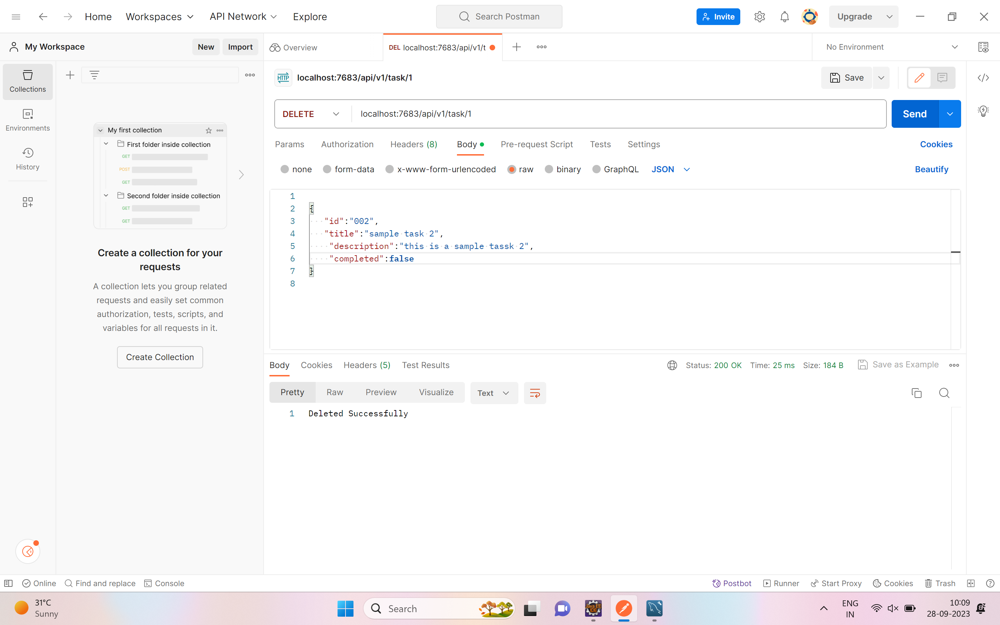 Home
Workspaces
API Network
Explore
Search Postman
Invite
Upgrade
My Workspace
New
Import
Overview
DEL localhost:7683/api/v1/t
No Environment
Collections
Environments
History
My first collection
First folder inside collection
GET
POST
GET
Second folder inside collection
GET
GET
Create a collection for your
requests
A collection lets you group related
requests and easily set common
authorization, tests, scripts, and
variables for all requests in it.
Create Collection
HTTP
localhost:7683/api/v1/task/1
Save
DELETE
localhost:7683/api/v1/task/1
Send
Params
Authorization
Headers (8)
Body
Pre-request Script
Tests
Settings
Cookies
none
form-data
x-www-form-urlencoded
raw
binary
GraphQL
JSON
Beautify
1
2 {
3 "id":"002",
4 "title":"sample task 2",
5 "description":"this is a sample tassk 2",
6 "completed":false
7 }
8
Body
Cookies
Headers (5)
Test Results
Status: 200 OK
Time: 25 ms
Size: 184 B
Save as Example
Pretty
Raw
Preview
Visualize
Text
1 Deleted Successfully
Online
Find and replace
Console
Postbot
Runner
Start Proxy
Cookies
Trash
31°C
Sunny
Search
Java EE
IDE
ENG
IN
10:09
28-09-2023